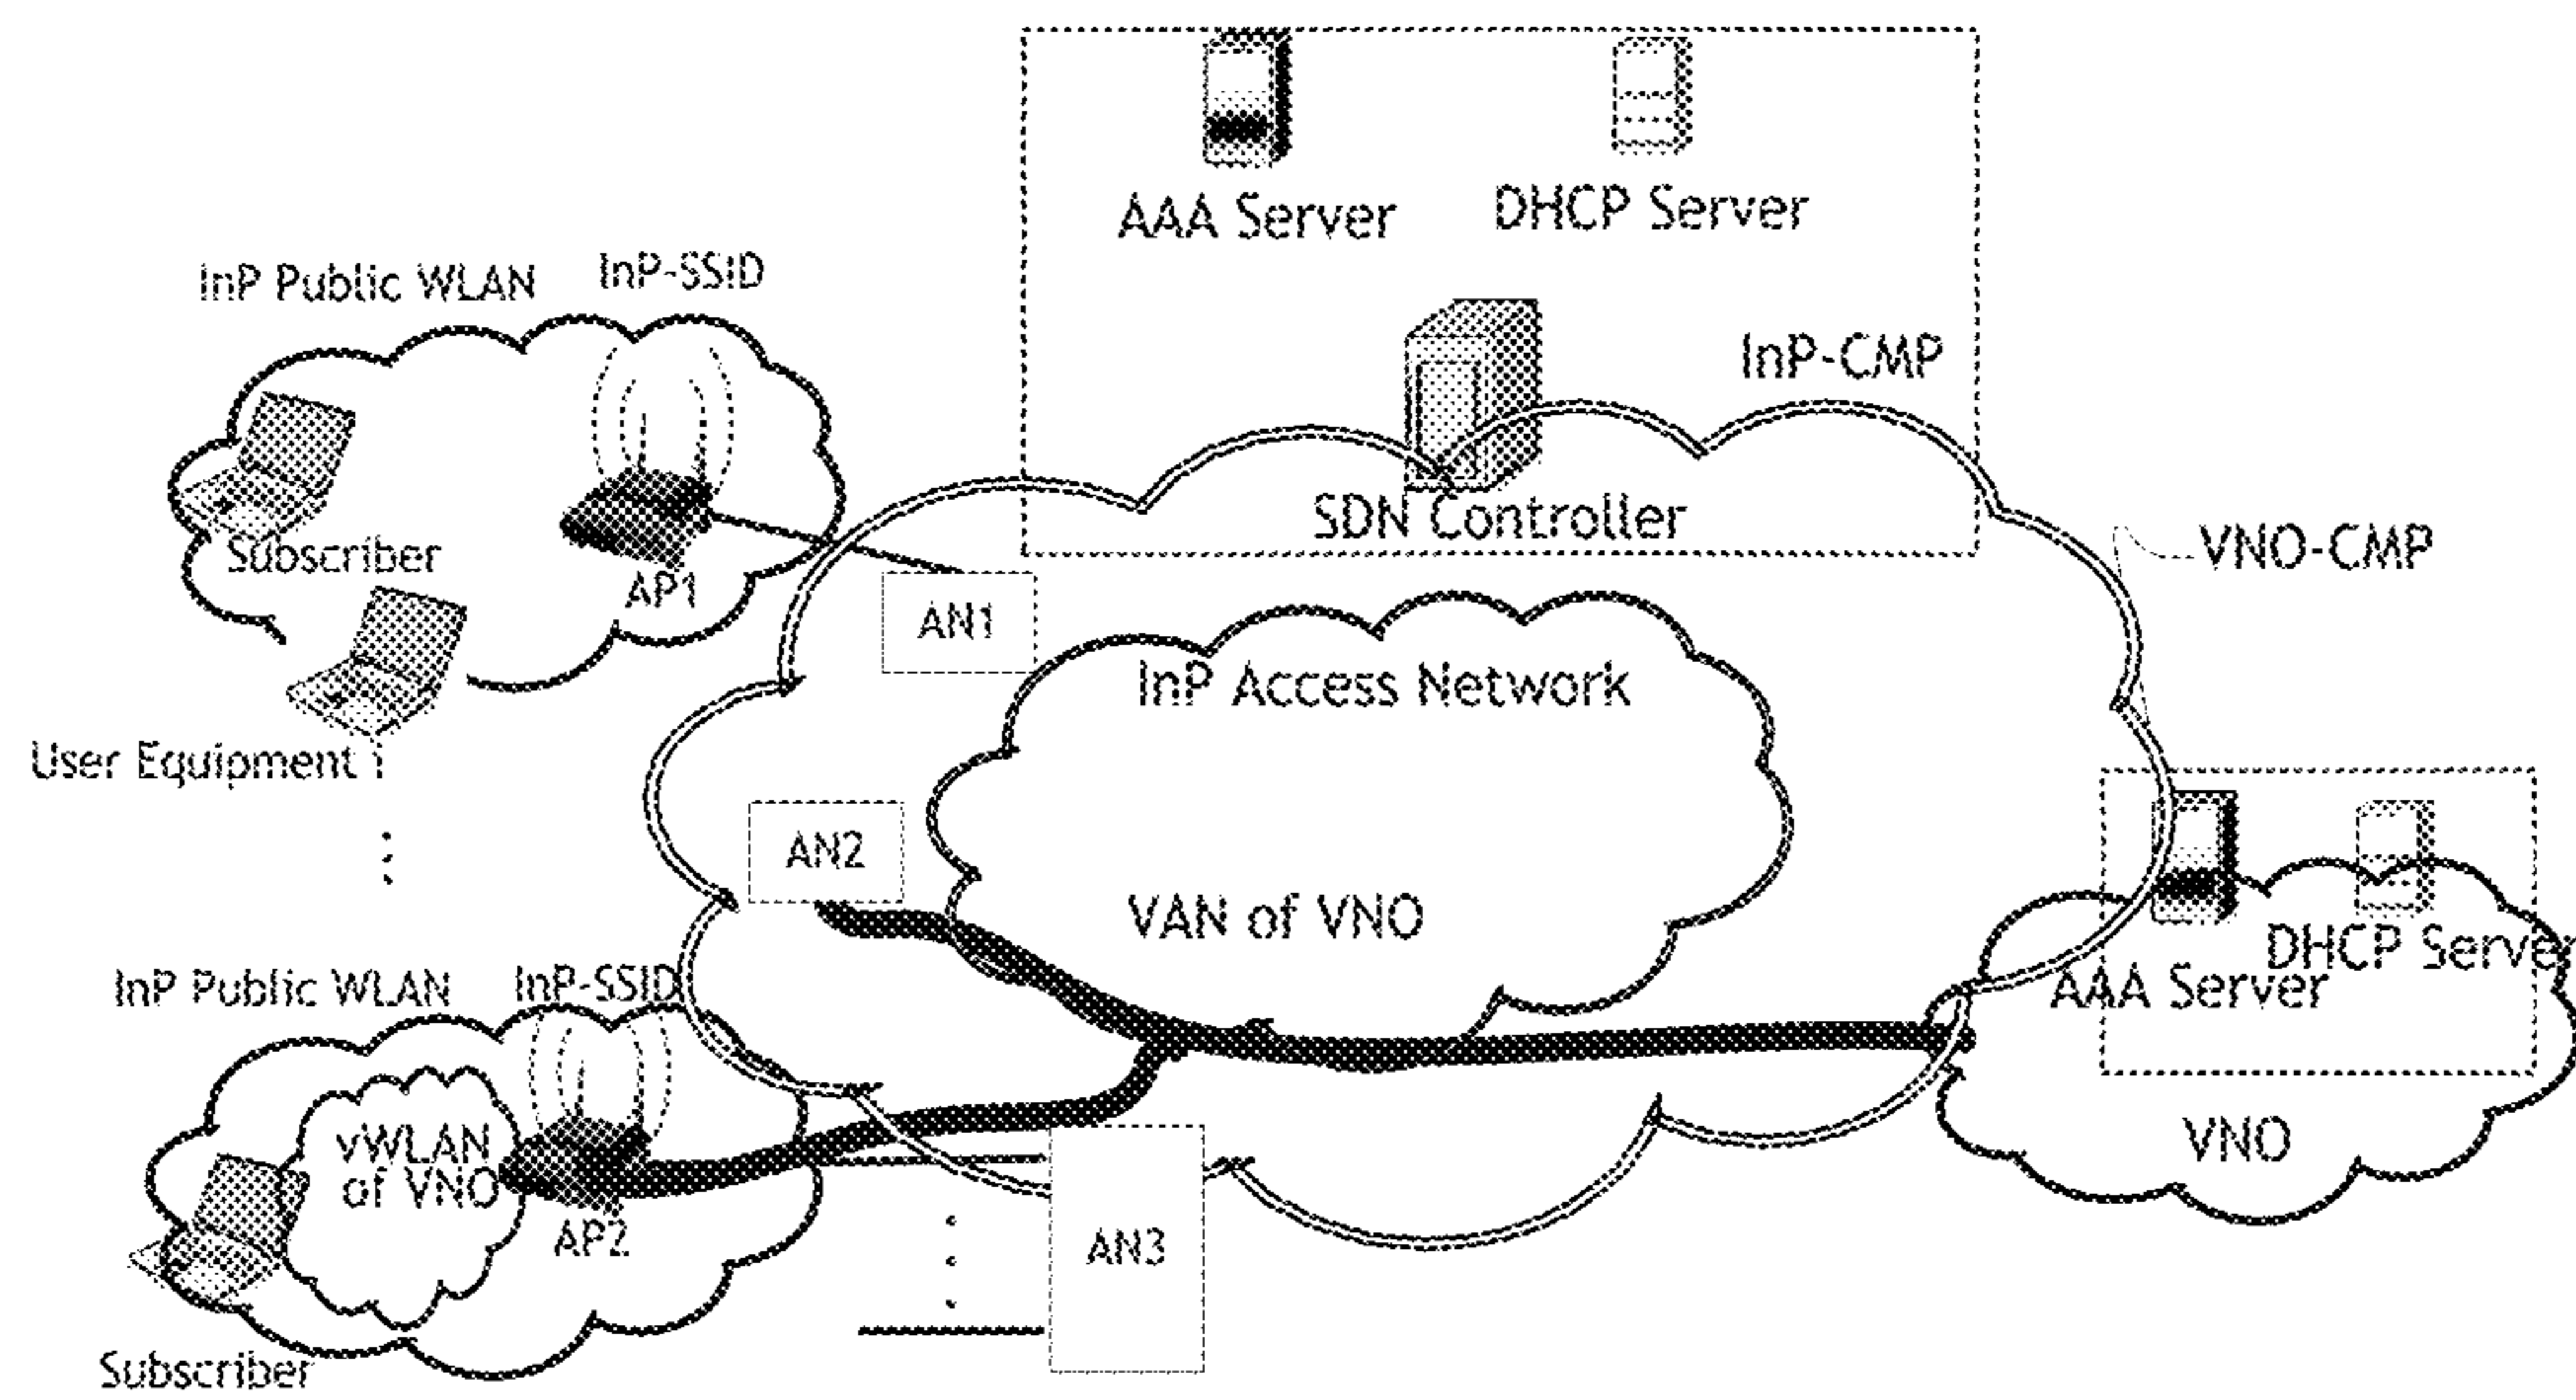 AAA Server
DHCP Server
InP Public WLAN
InP-SSID
InP-CMP
SDN Controller
Subscriber
AP1
VNO-CMP
AN1
InP Access Network
User Equipment
AN2
VAN of VNO
DHCP Server
AAA Server
InP Public WLAN
InP-SSID
vWLAN
of VNO
VNO
AP2
AN3
Subscriber